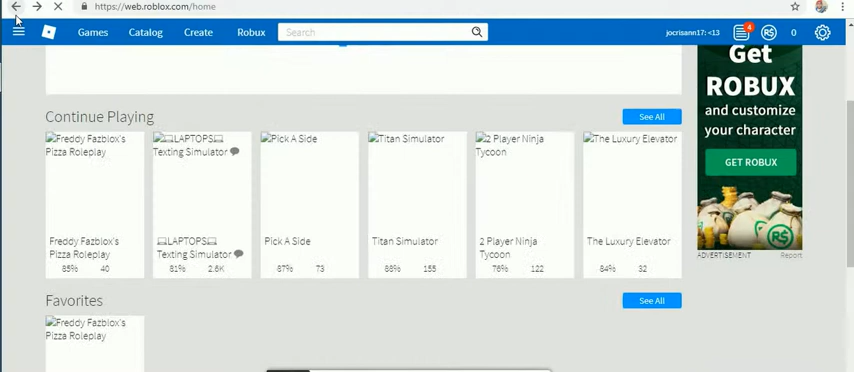 https://web.roblox.com/home
Games
Catalog
Create
Robux
Search
jocrisann17: <13
4
R$
0
Get
ROBUX
and customize
your character
GET ROBUX
R$
ADVERTISEMENT
Report
Continue Playing
See All
Freddy Fazblox's
Pizza Roleplay
💻LAPTOPS💻
Texting Simulator 💬
Pick A Side
Titan Simulator
2 Player Ninja
Tycoon
The Luxury Elevator
Freddy Fazblox's
Pizza Roleplay
85%
40
💻LAPTOPS💻
Texting Simulator 💬
81%
2.6K
Pick A Side
87%
73
Titan Simulator
88%
155
2 Player Ninja
Tycoon
76%
122
The Luxury Elevator
84%
32
Favorites
See All
Freddy Fazblox's
Pizza Roleplay